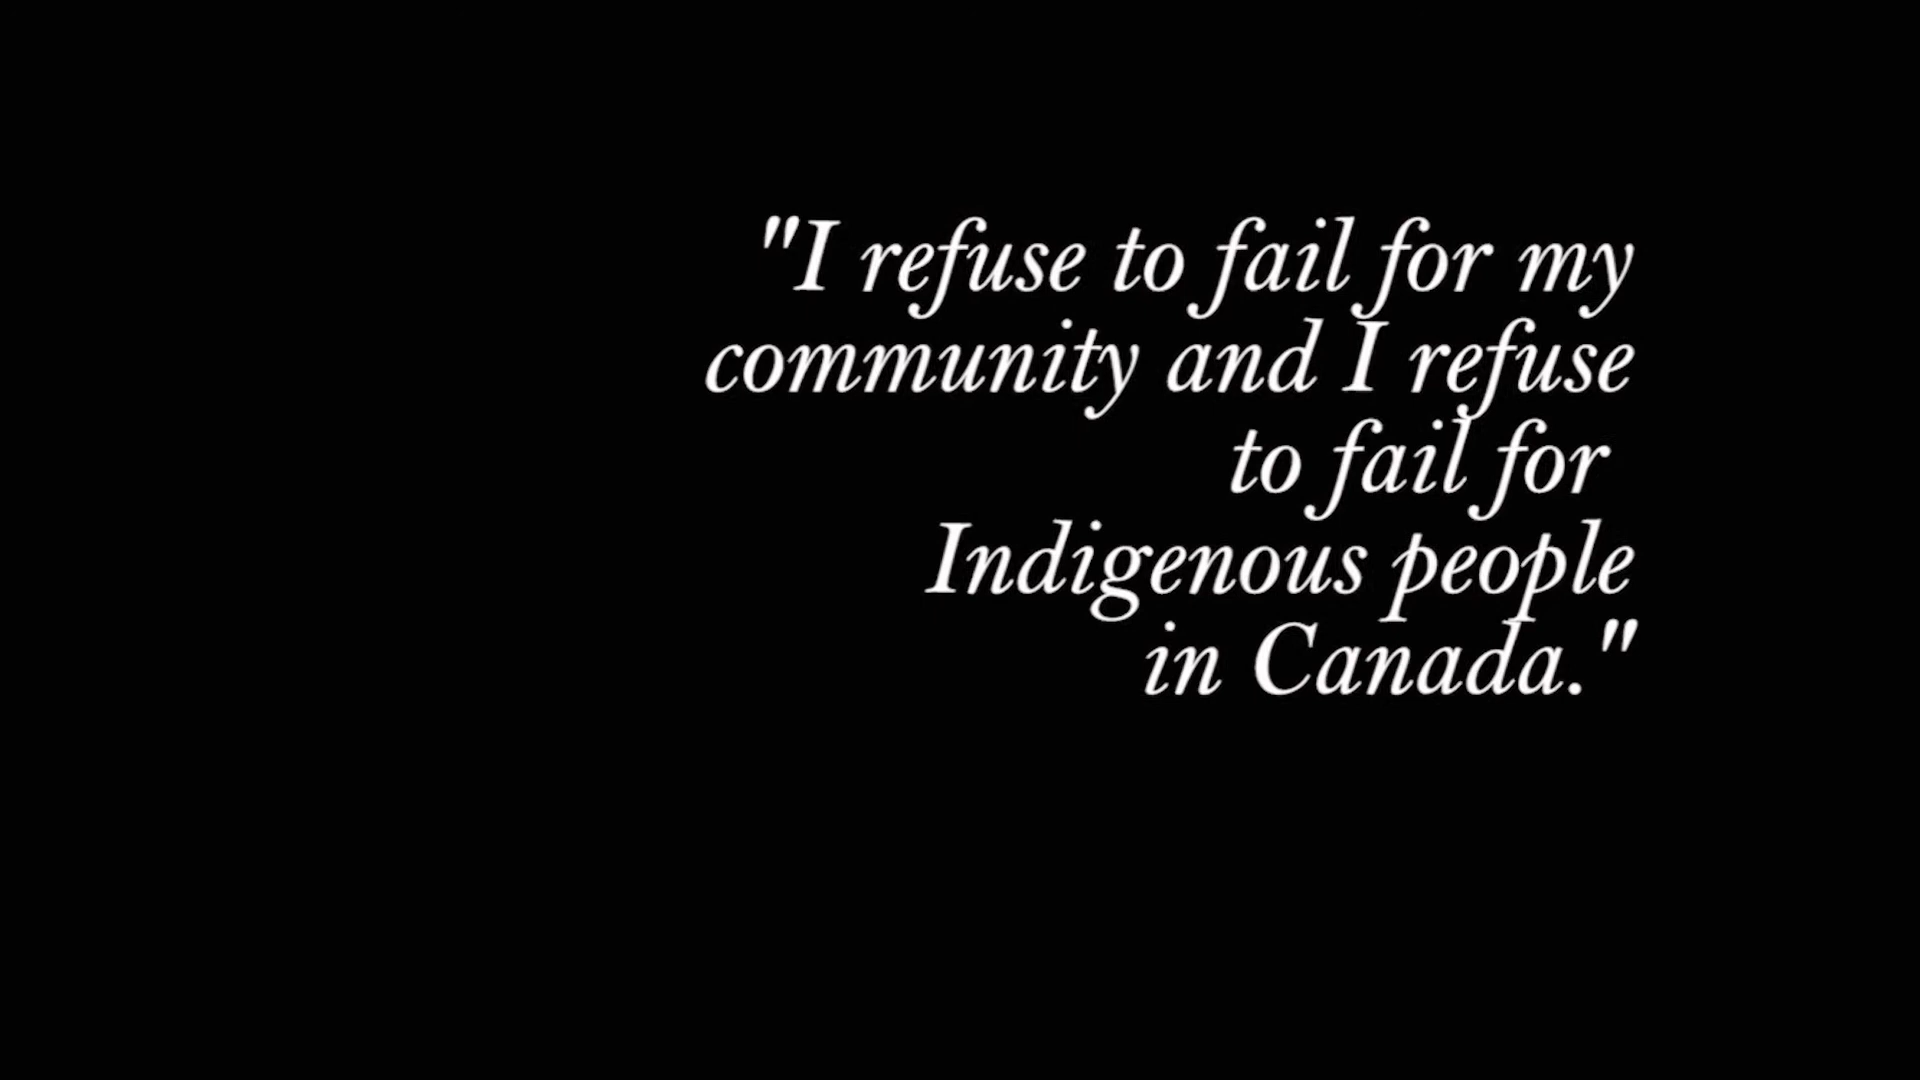 "I refuse to fail for my
community and I refuse
to fail for
Indigenous people
in Canada."